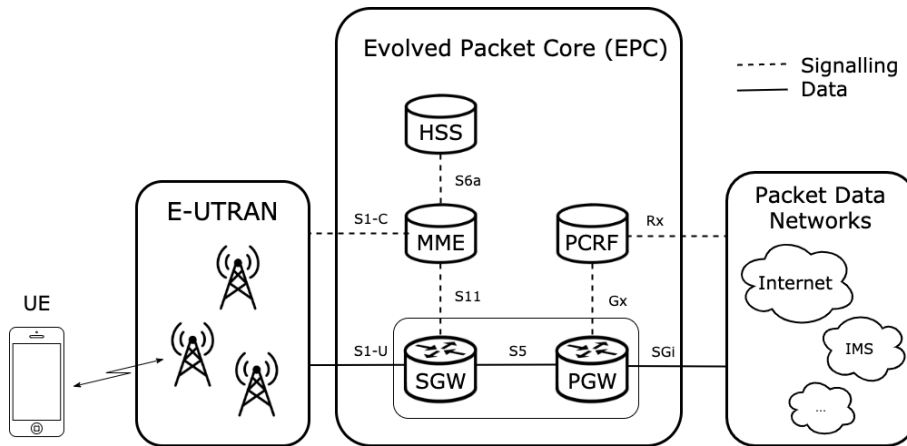 Evolved Packet Core (EPC)
Signalling
Data
HSS
S6a
E-UTRAN
S1-C
MME
PCRF
Rx
Packet Data
Networks
Internet
UE
S11
Gx
S1-U
S5
SGi
IMS
SGW
PGW
...